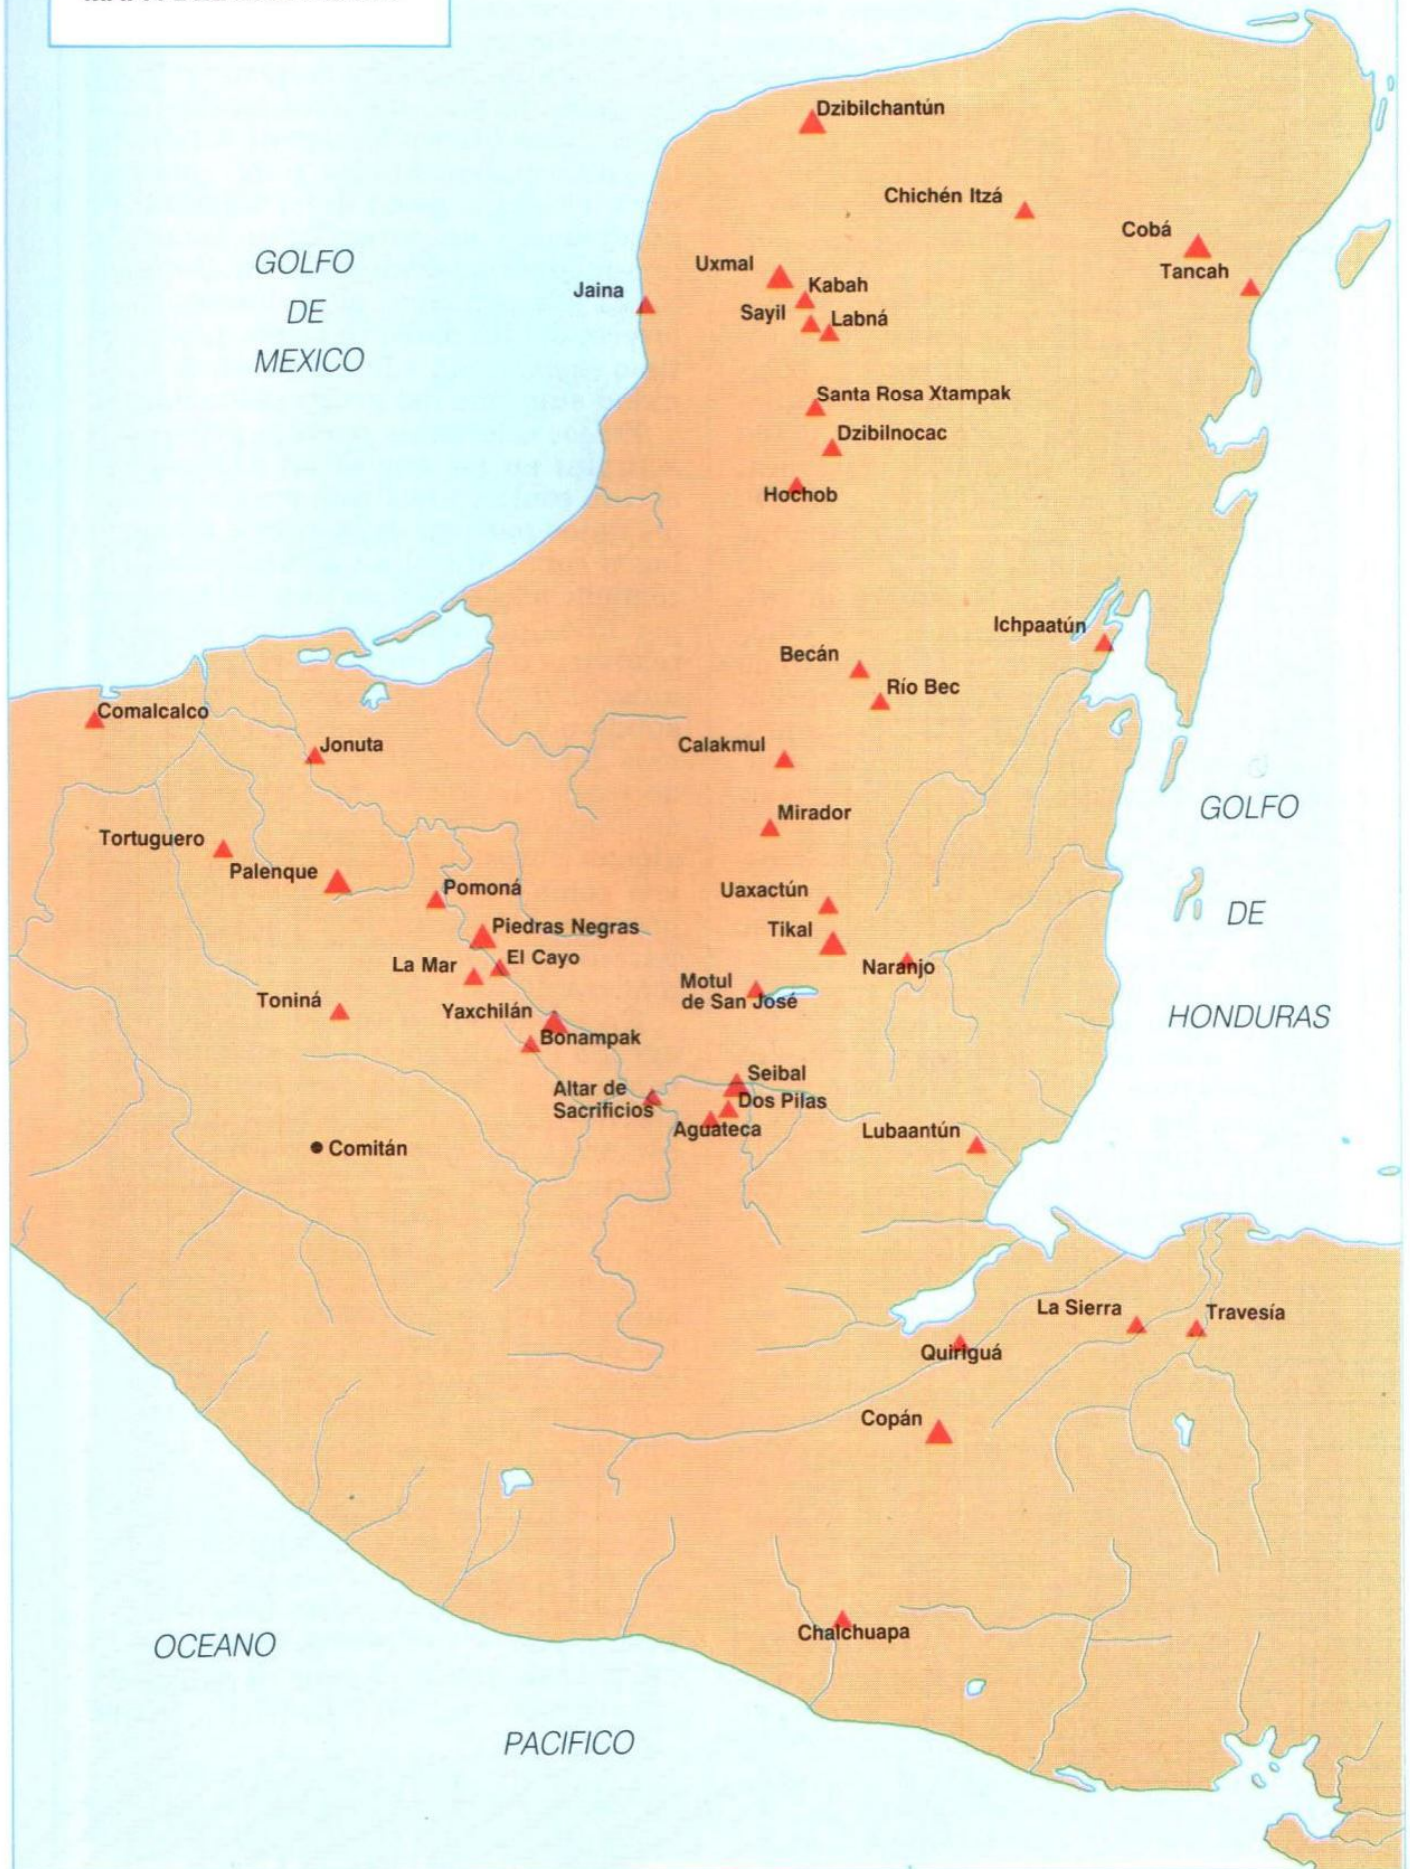 Dzibilchantún
Chichén Itzá
Cobá
Tancah
GOLFO
DE
MEXICO
Uxmal
Kabah
Jaina
Sayil
Labná
Santa Rosa Xtampak
Dzibilnocac
Hochob
Ichpaatún
Becán
Río Bec
Comalcalco
Jonuta
Calakmul
GOLFO
DE
HONDURAS
Mirador
Tortuguero
Palenque
Pomoná
Uaxactún
Piedras Negras
Tikal
El Cayo
La Mar
Naranjo
Motul
de San José
Toniná
Yaxchilán
Bonampak
Seibal
Altar de
Sacrificios
Dos Pilas
Aguateca
Lubaantún
Comitán
La Sierra
Travesía
Quiriguá
Copán
Chalchuapa
OCEANO
PACIFICO